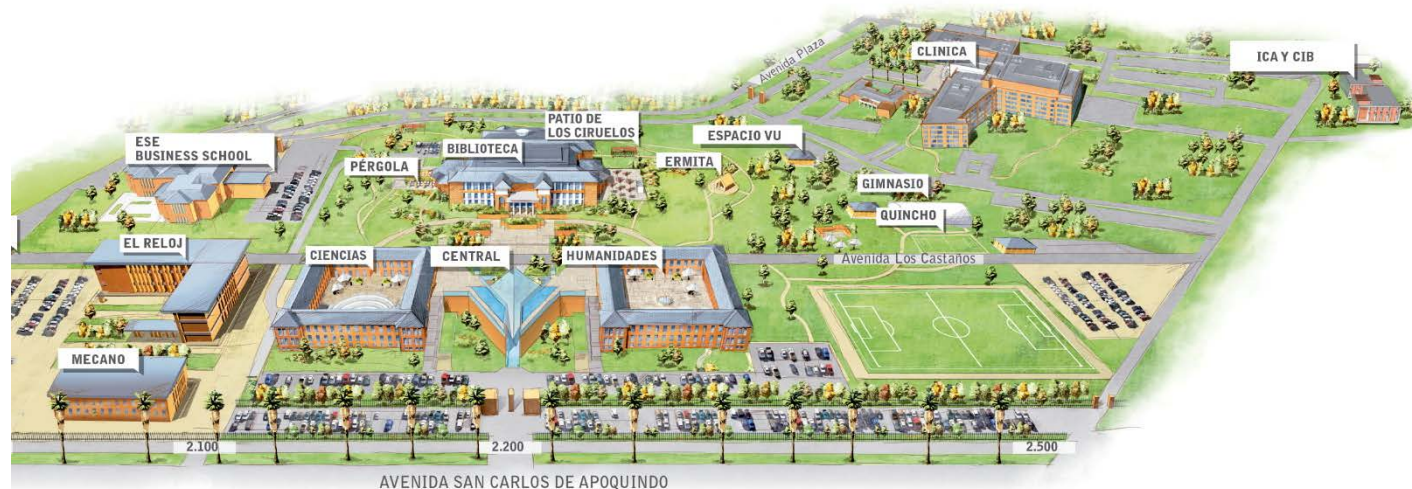 Avenida Plaza
CLINICA
ICA Y CIB
PATIO DE
LOS CIRUELOS
ESPACIO VU
ESE
BUSINESS SCHOOL
BIBLIOTECA
PÉRGOLA
ERMITA
GIMNASIO
QUINCHO
EL RELOJ
CIENCIAS
CENTRAL
HUMANIDADES
Avenida Los Castaños
MECANO
2.100
2.200
2.500
AVENIDA SAN CARLOS DE APOQUINDO